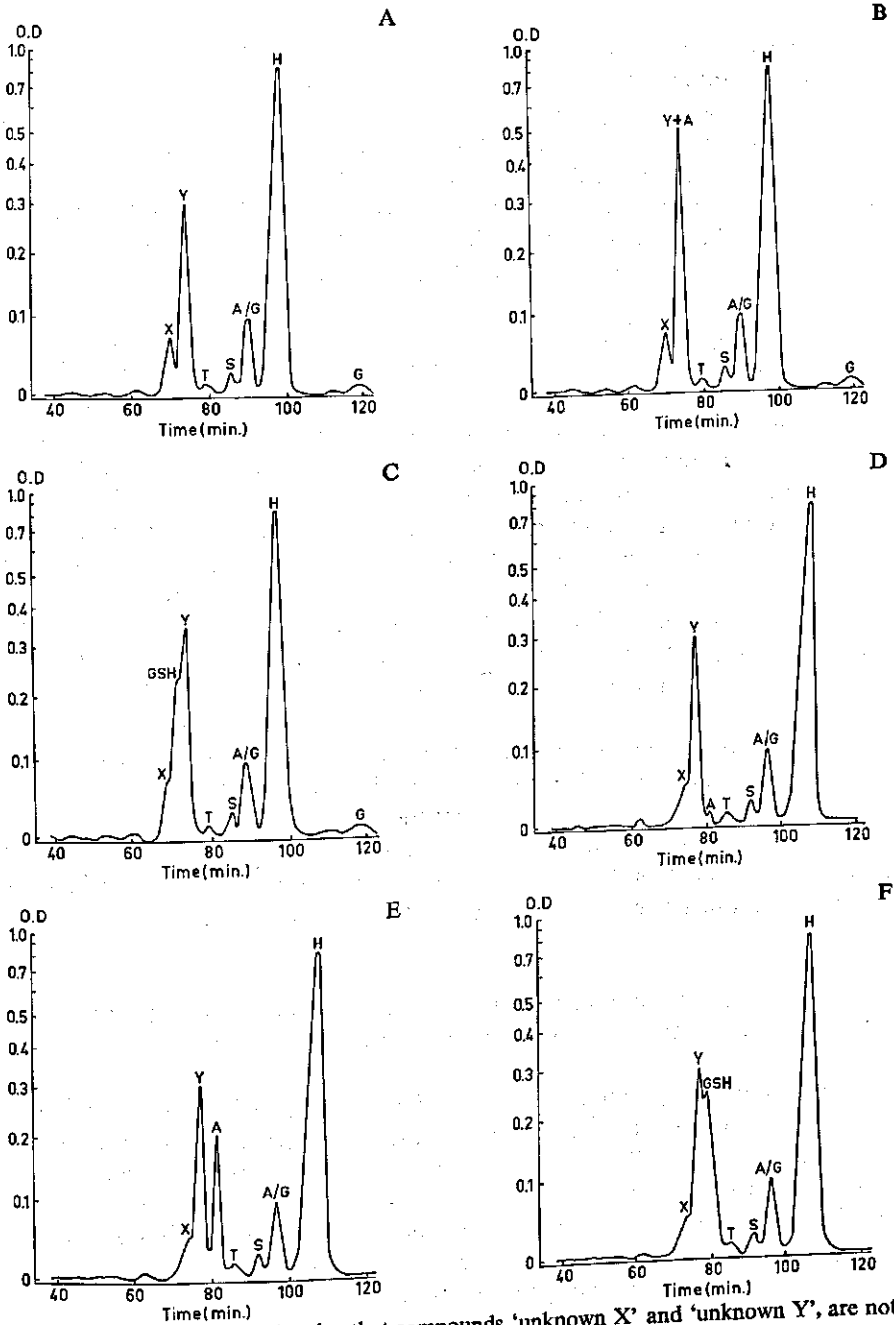 A
O.D
1.0
0.7
0.5
0.4
0.3
0.2
0.1
0
X
Y
T
S
A/G
H
G
40 60 80 100 120
Time(min.)
B
O.D
1.0
0.7
0.5
0.4
0.3
0.2
0.1
0
X
Y+A
T
S
A/G
H
G
40 60 80 100 120
Time(min.)
C
O.D
1.0
0.7
0.5
0.4
0.3
0.2
0.1
0
X
GSH
Y
T
S
A/G
H
G
40 60 80 100 120
Time(min.)
D
O.D
1.0
0.7
0.5
0.4
0.3
0.2
0.1
0
X
Y
A
T
S
A/G
H
40 60 80 100 120
Time(min.)
E
O.D
1.0
0.7
0.5
0.4
0.3
0.2
0.1
0
X
Y
A
T
S
A/G
H
40 60 80 100 120
Time(min.)
F
O.D
1.0
0.7
0.5
0.4
0.3
0.2
0.1
0
X
Y
GSH
T
S
A/G
H
40 60 80 100 120
Time(min.)
that compounds ‘unknown X’ and ‘unknown Y’, are not